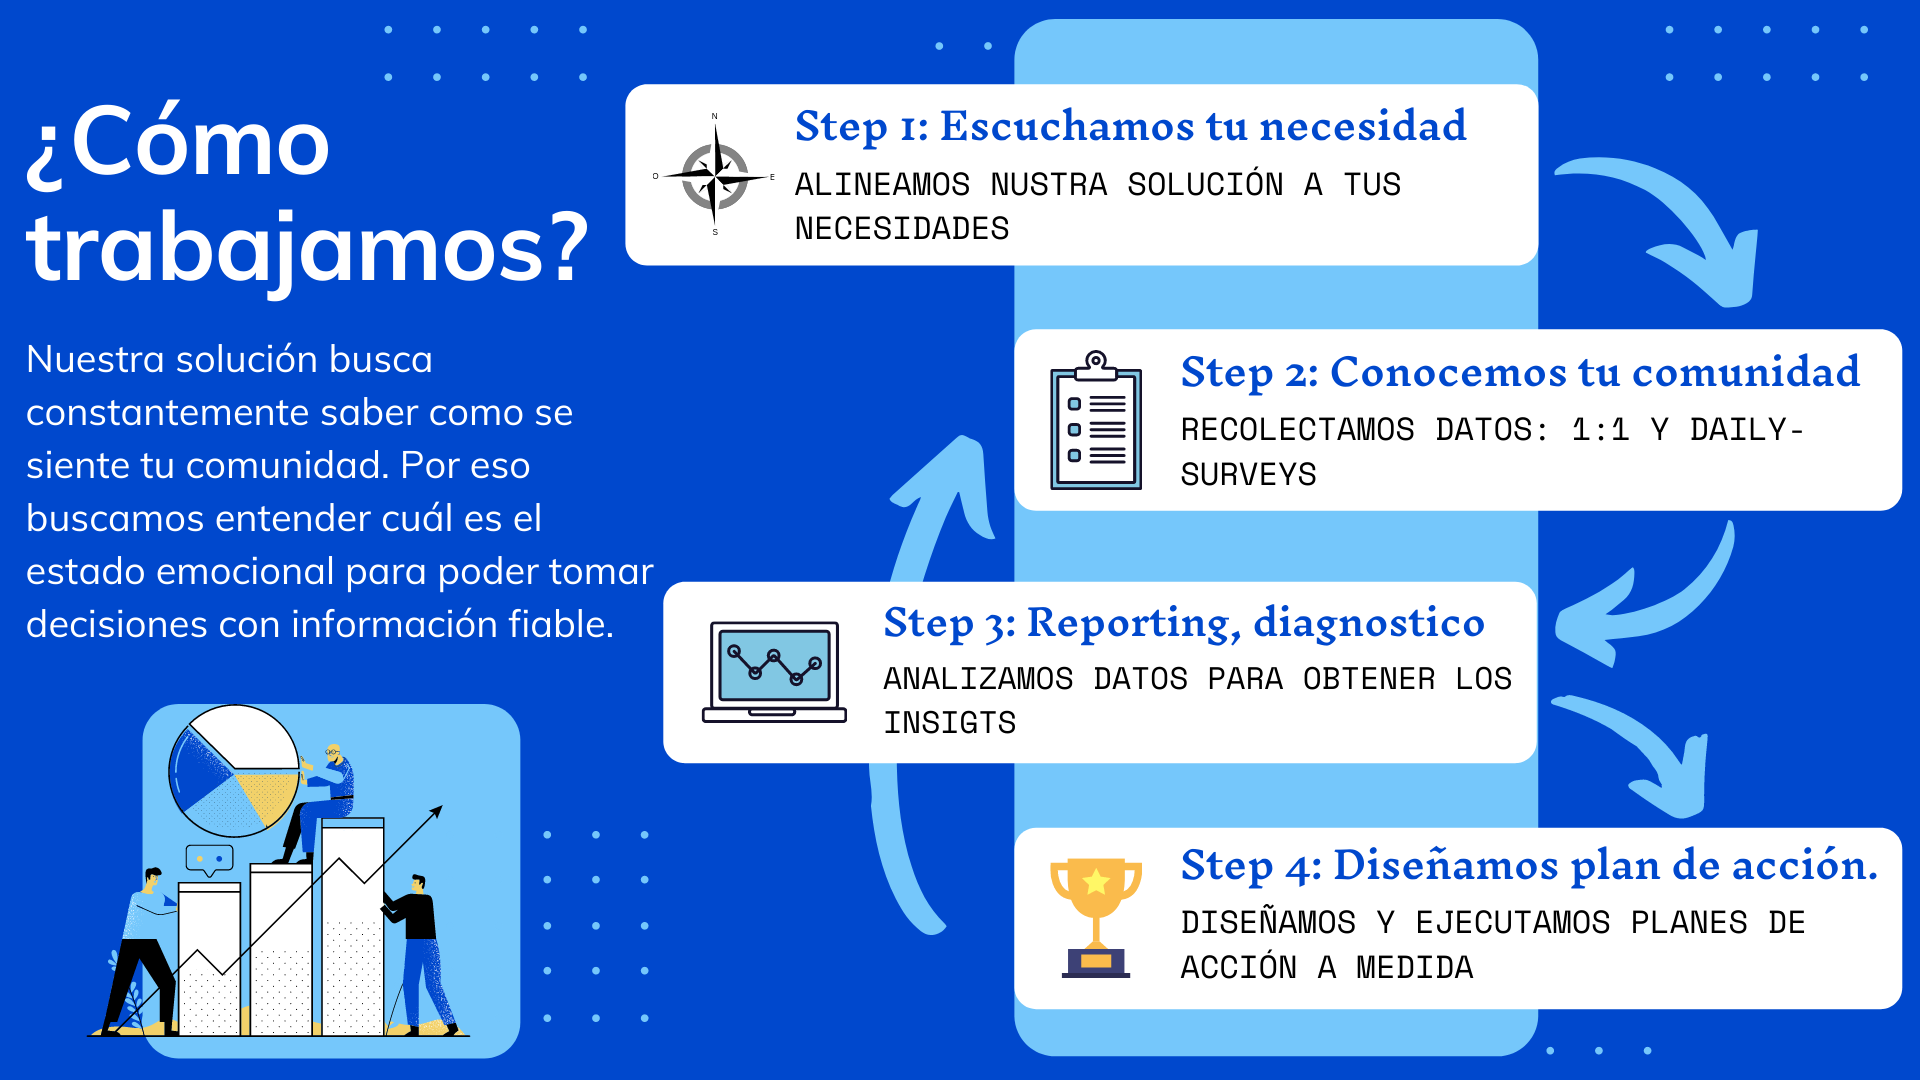 ¿Cómo
trabajamos?
Nuestra solución busca
constantemente saber como se
siente tu comunidad. Por eso
buscamos entender cuál es el
estado emocional para poder tomar
decisiones con información fiable.
N
O
E
S
Step 1: Escuchamos tu necesidad
ALINEAMOS NUSTRA SOLUCIÓN A TUS
NECESIDADES
Step 2: Conocemos tu comunidad
RECOLECTAMOS DATOS: 1:1 Y DAILY-
SURVEYS
Step 3: Reporting, diagnostico
ANALIZAMOS DATOS PARA OBTENER LOS
INSIGTS
Step 4: Diseñamos plan de acción.
DISEÑAMOS Y EJECUTAMOS PLANES DE
ACCIÓN A MEDIDA